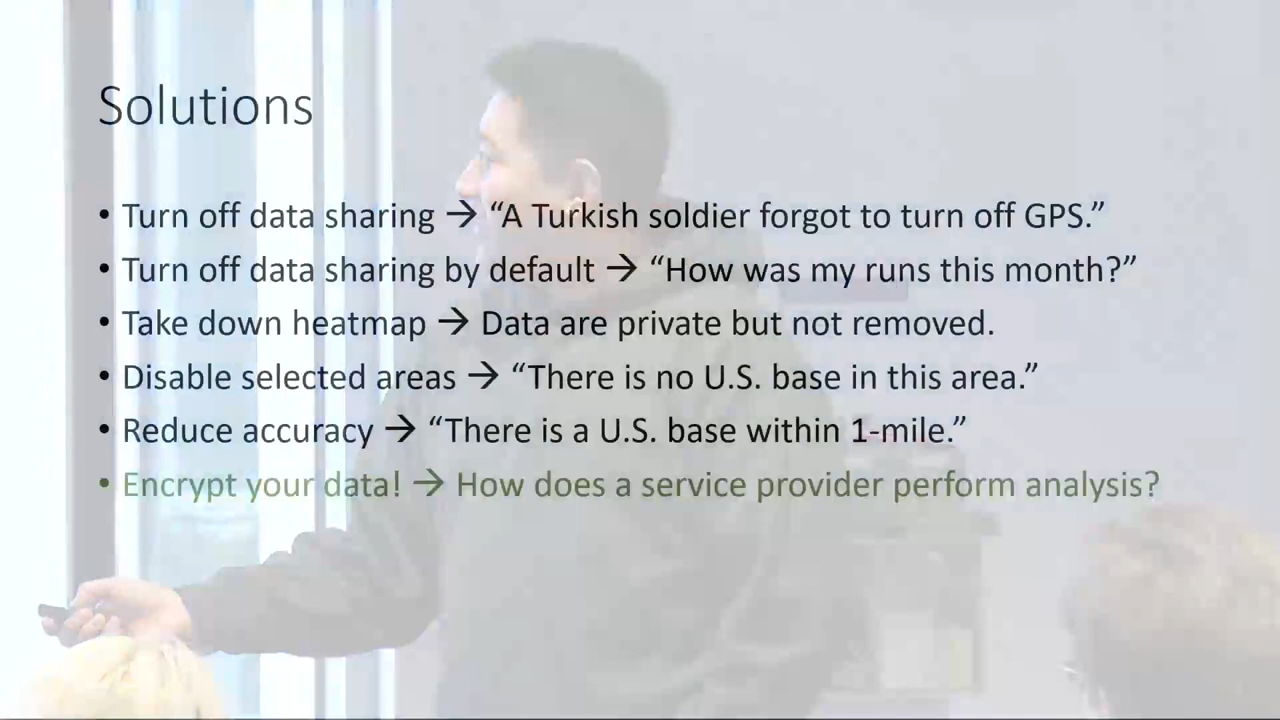 Solutions
• Turn off data sharing → “A Turkish soldier forgot to turn off GPS.”
• Turn off data sharing by default → “How was my runs this month?”
• Take down heatmap → Data are private but not removed.
• Disable selected areas → “There is no U.S. base in this area.”
• Reduce accuracy → “There is a U.S. base within 1-mile.”
• Encrypt your data! → How does a service provider perform analysis?